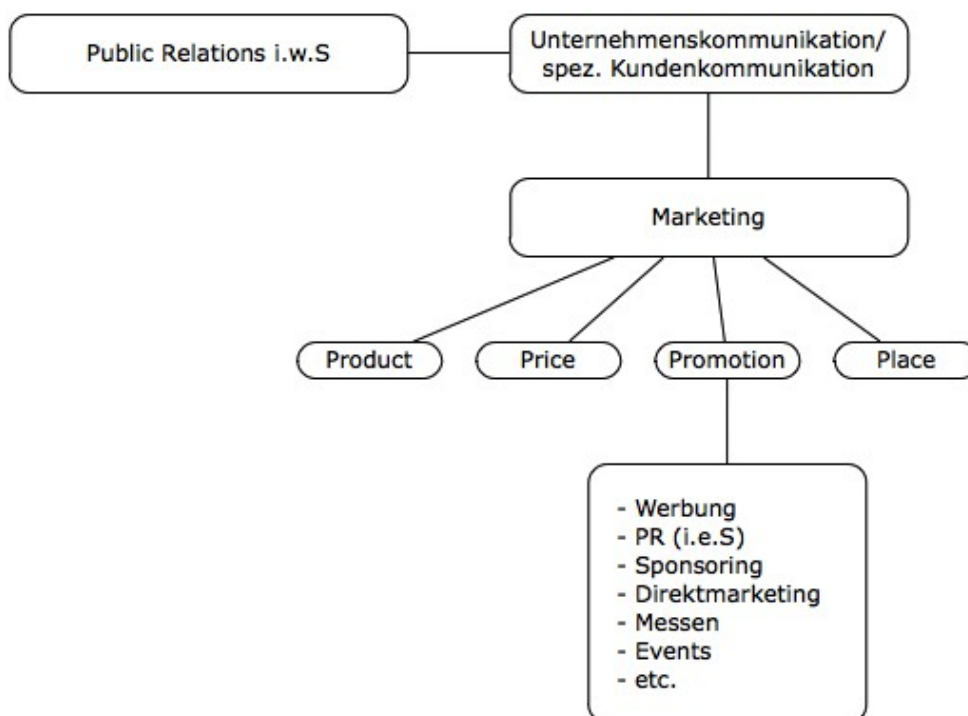 Public Relations i.w.S
Unternehmenskommunikation/
spez. Kundenkommunikation
Marketing
Product
Price
Promotion
Place
- Werbung
- PR (i.e.S)
- Sponsoring
- Direktmarketing
- Messen
- Events
- etc.